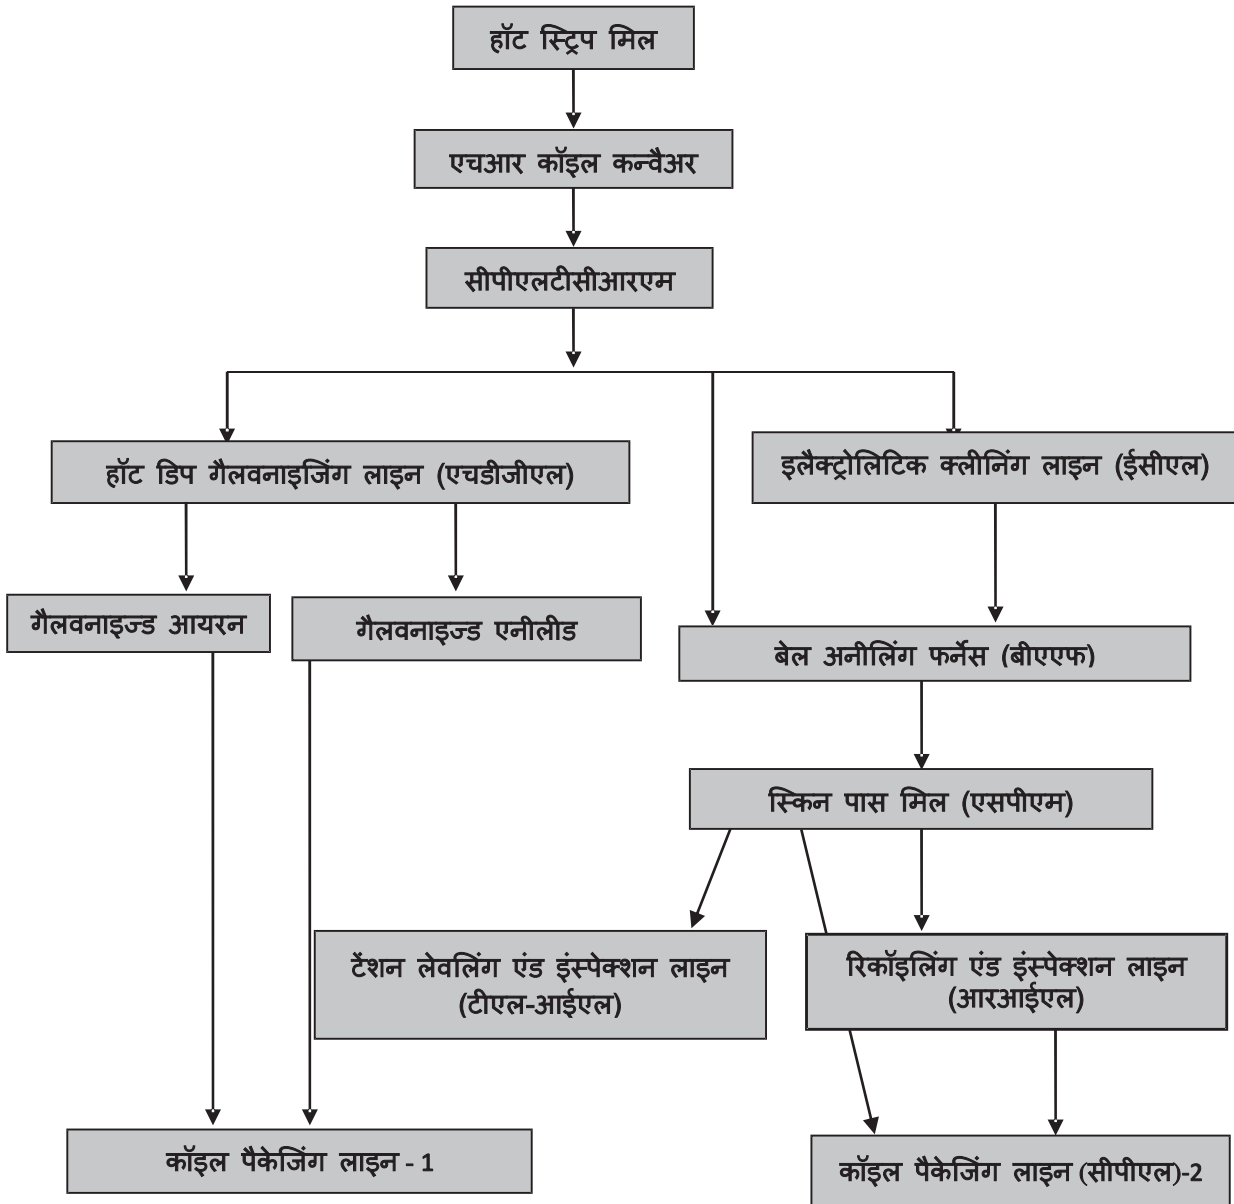 हॉट स्ट्रिप मिल
एचआर कॉइल कन्वैअर
सीपीएलटीसीआरएम
हॉट डिप गैलवनाइजिंग लाइन (एचडीजीएल)
इलैक्ट्रोलिटिक क्लीनिंग लाइन (ईसीएल)
गैलवनाइज्ड आयरन
गैलवनाइज्ड एनीलीड
बेल अनीलिंग फर्नेस (बीएएफ)
स्किन पास मिल (एसपीएम)
टेंशन लेवलिंग एंड इंस्पेक्शन लाइन
(टीएल-आईएल)
रिकॉइलिंग एंड इंस्पेक्शन लाइन
(आरआईएल)
कॉइल पैकेजिंग लाइन - 1
कॉइल पैकेजिंग लाइन (सीपीएल)-2